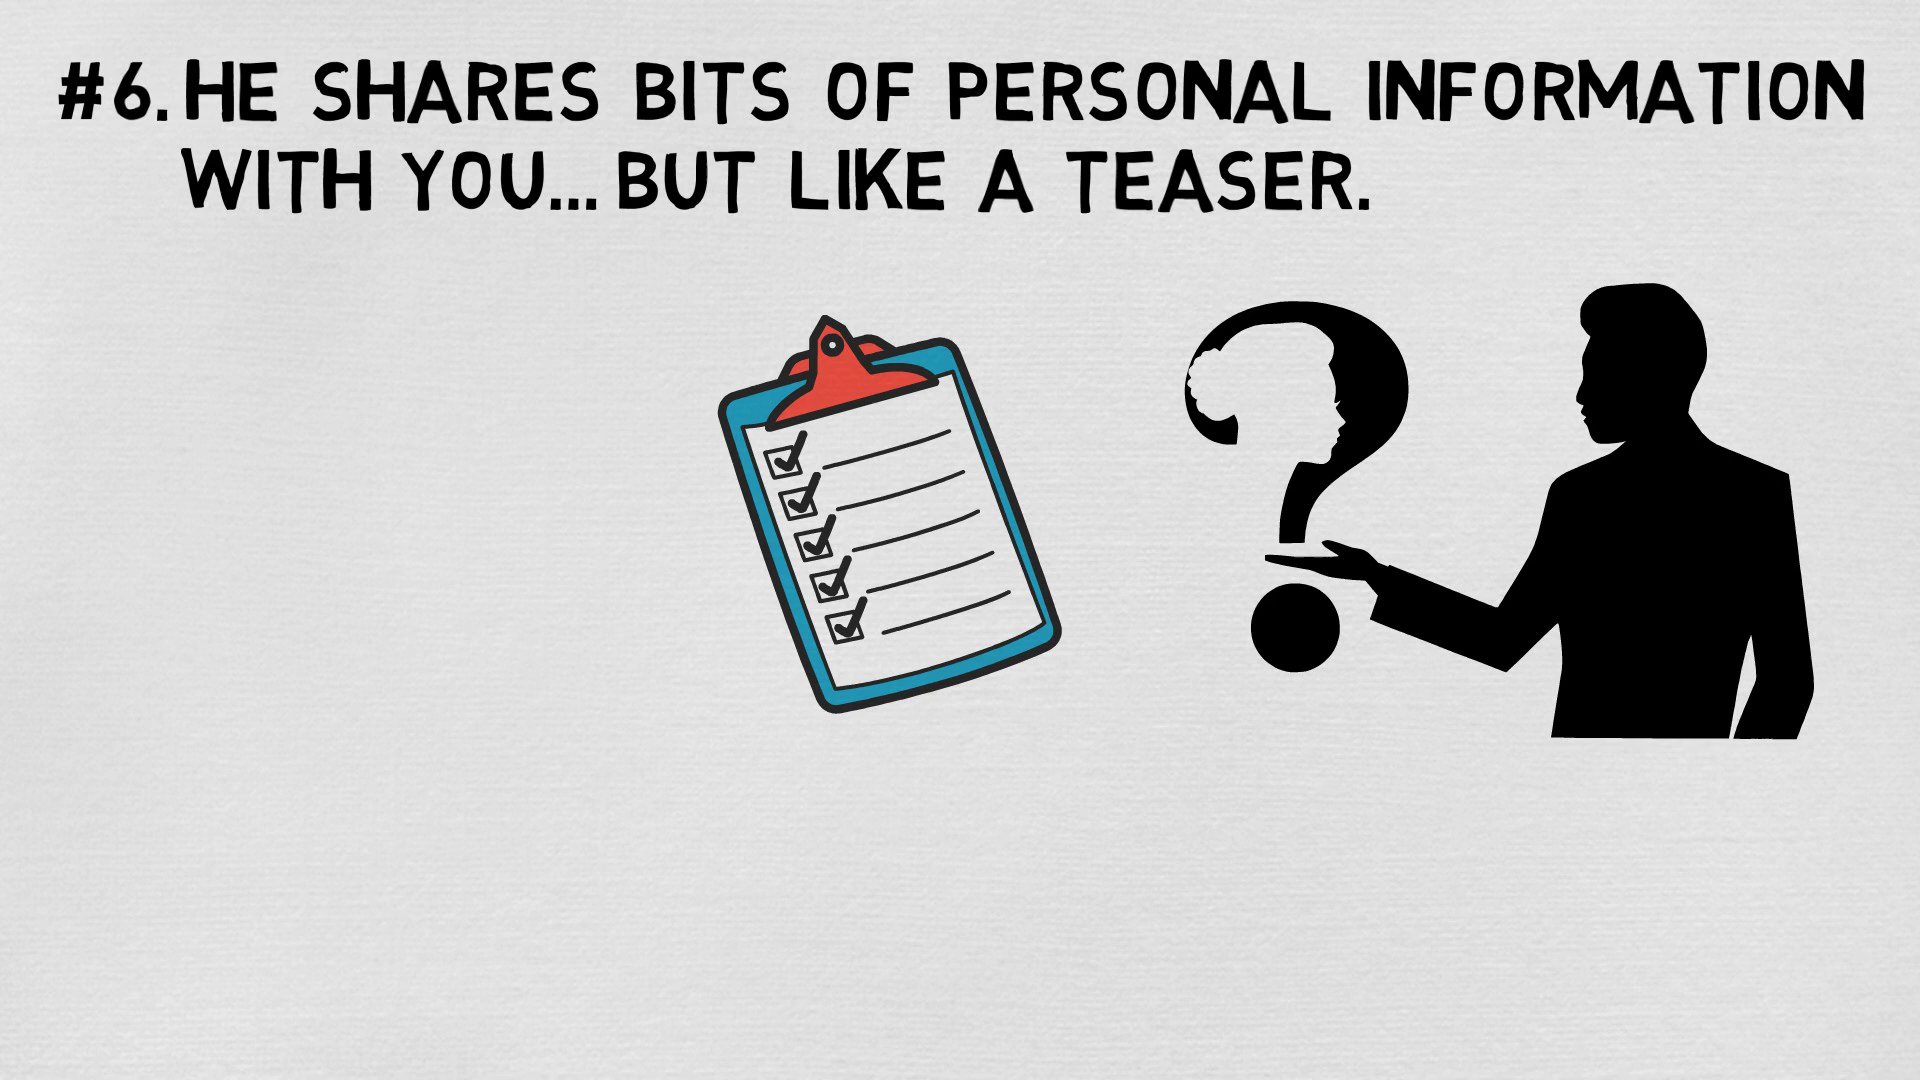 #6. HE SHARES BITS OF PERSONAL INFORMATION
WITH YOU... BUT LIKE A TEASER.